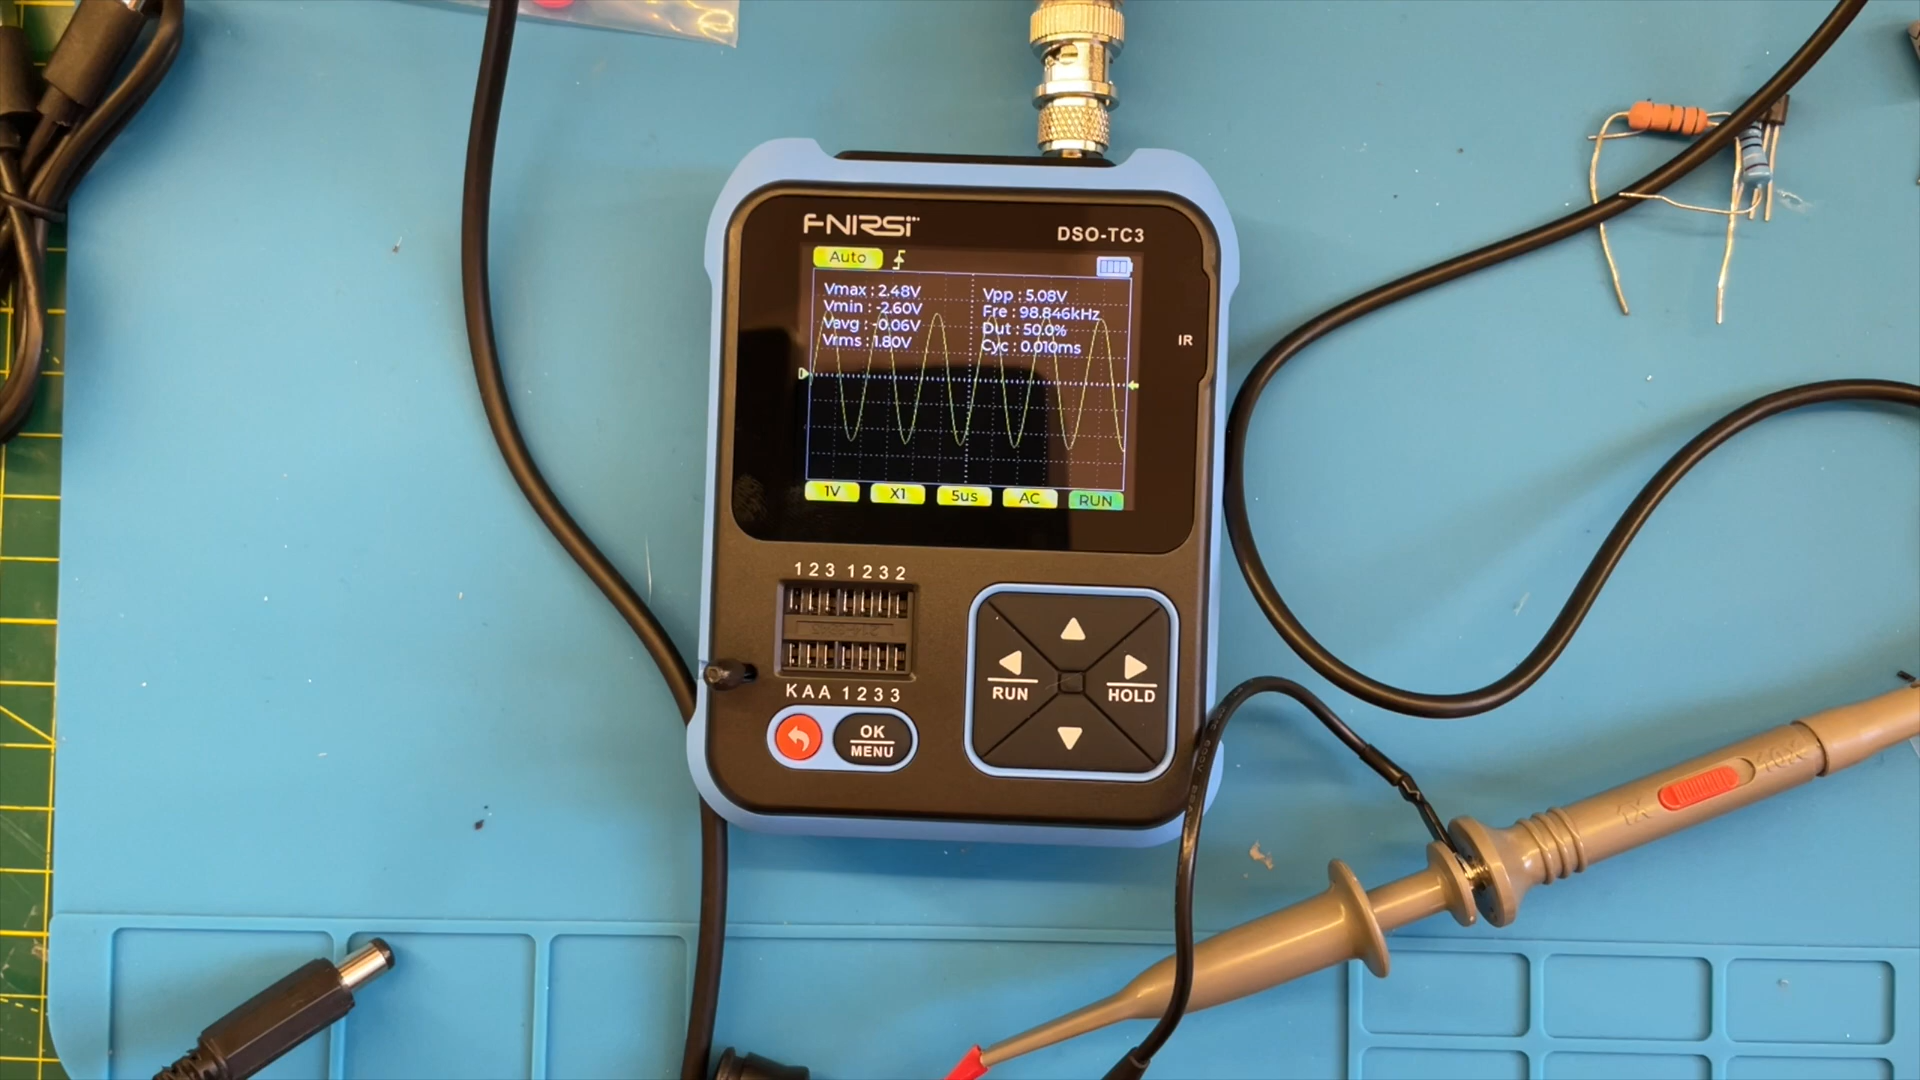 FNIRSI
DSO-TC3
Auto
Vmax : 2.48V
Vmin : -2.60V
Vavg : -0.06V
Vrms : 1.80V
Vpp : 5.08V
Fre : 98.846kHz
Dut : 50.0%
Cyc : 0.010ms
IR
1V
X1
5us
AC
RUN
1 2 3 1 2 3 2
K A A 1 2 3 3
OK
MENU
RUN
HOLD
1X
10X